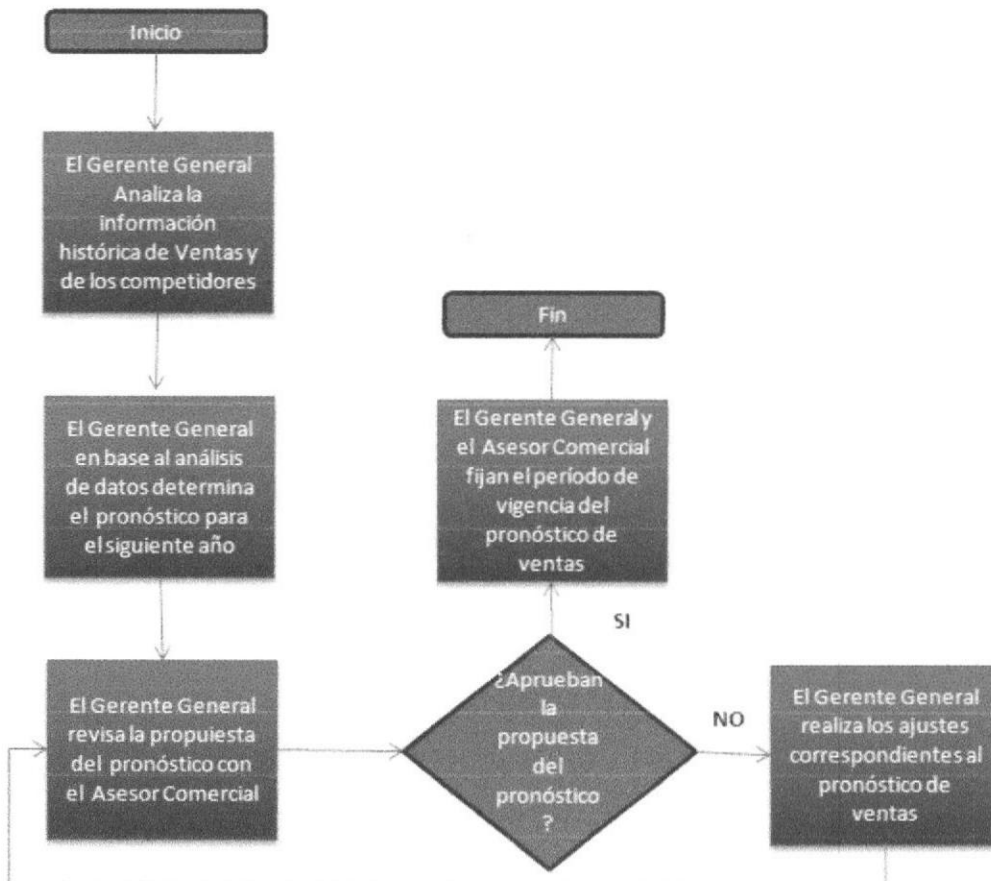 Inicio
El Gerente General
Analiza la
información
histórica de Ventas y
de los competidores
El Gerente General
en base al análisis
de datos determina
el pronóstico para
el siguiente año
El Gerente General
revisa la propuiesta
del pronóstico con
el Asesor Comercial
¿Aprueban
la
propuesta
del
pronóstico
?
SI
El Gerente General y
el Asesor Comercial
fijan el período de
vigencia del
pronóstico de
ventas
Fin
NO
El Gerente General
realiza los ajustes
correspondientes al
pronóstico de
ventas